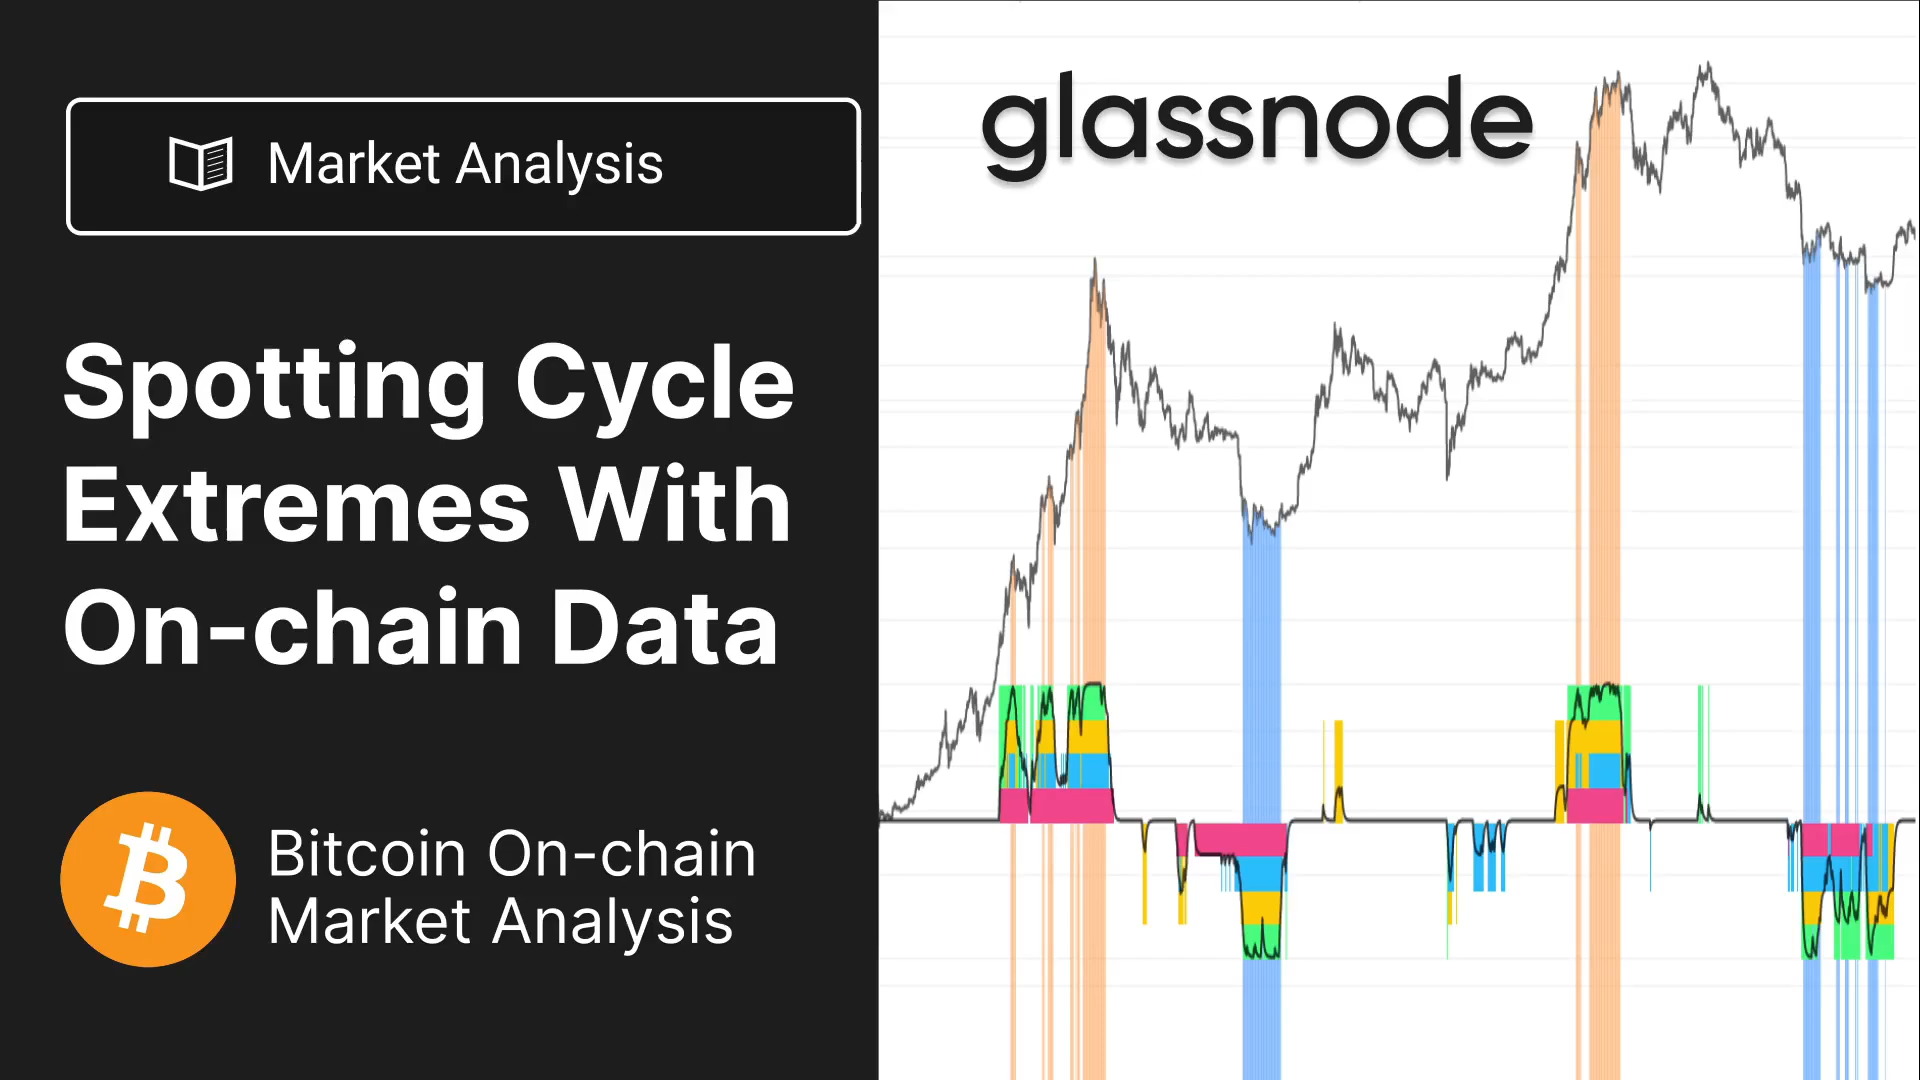 Market Analysis
glassnode
Spotting Cycle
Extremes With
On-chain Data
Bitcoin On-chain
Market Analysis